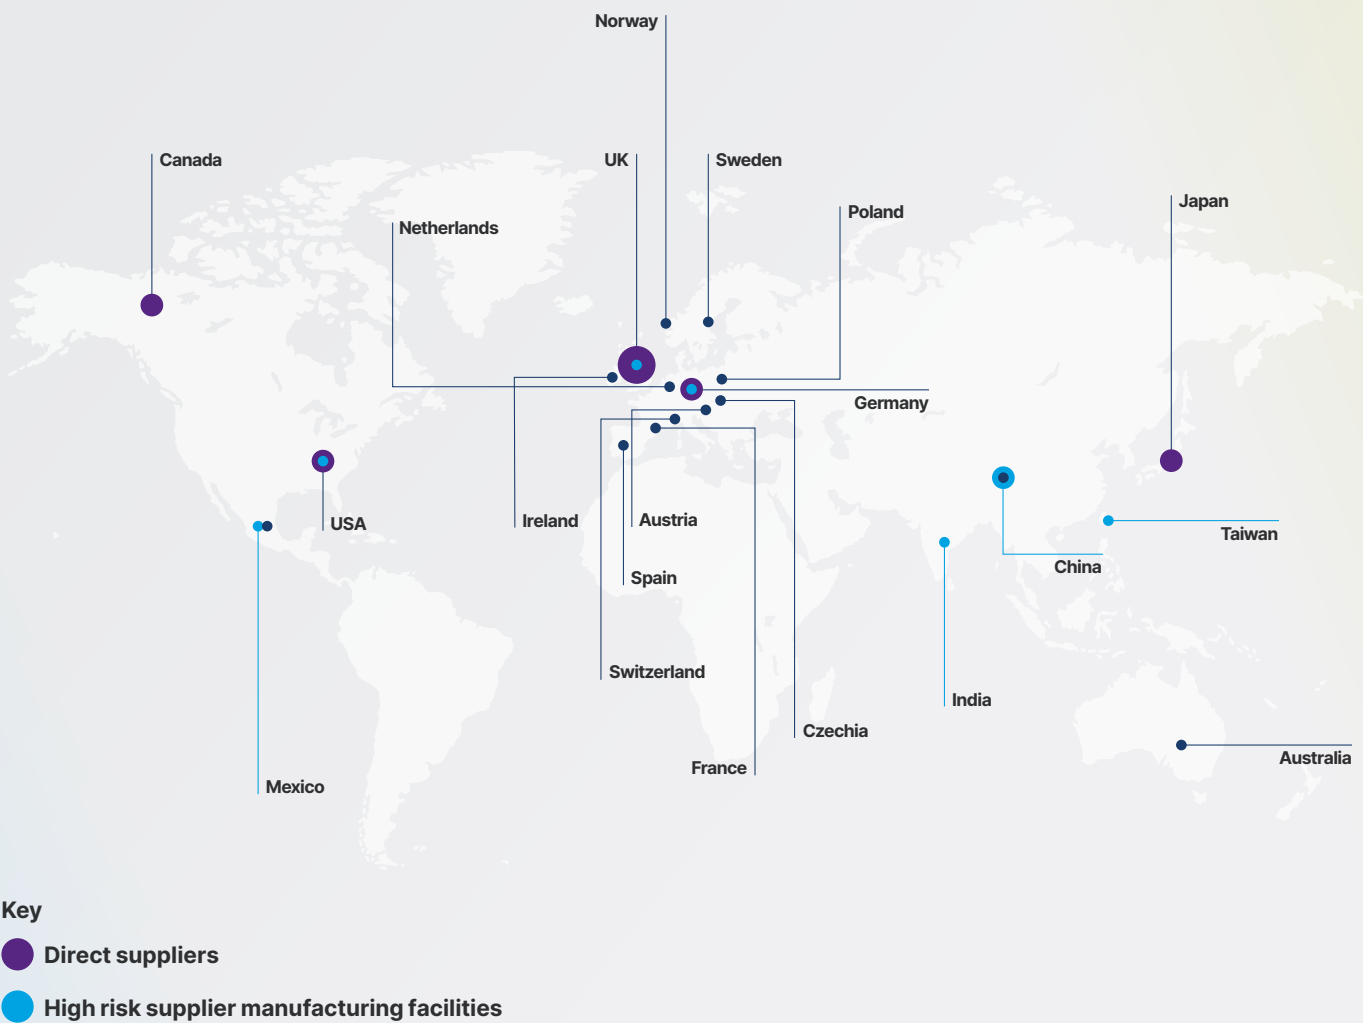 Norway
Canada
UK
Sweden
Japan
Poland
Netherlands
Germany
Ireland
Austria
USA
Taiwan
China
Spain
Switzerland
India
Czechia
Australia
France
Mexico
Key
Direct suppliers
High risk supplier manufacturing facilities